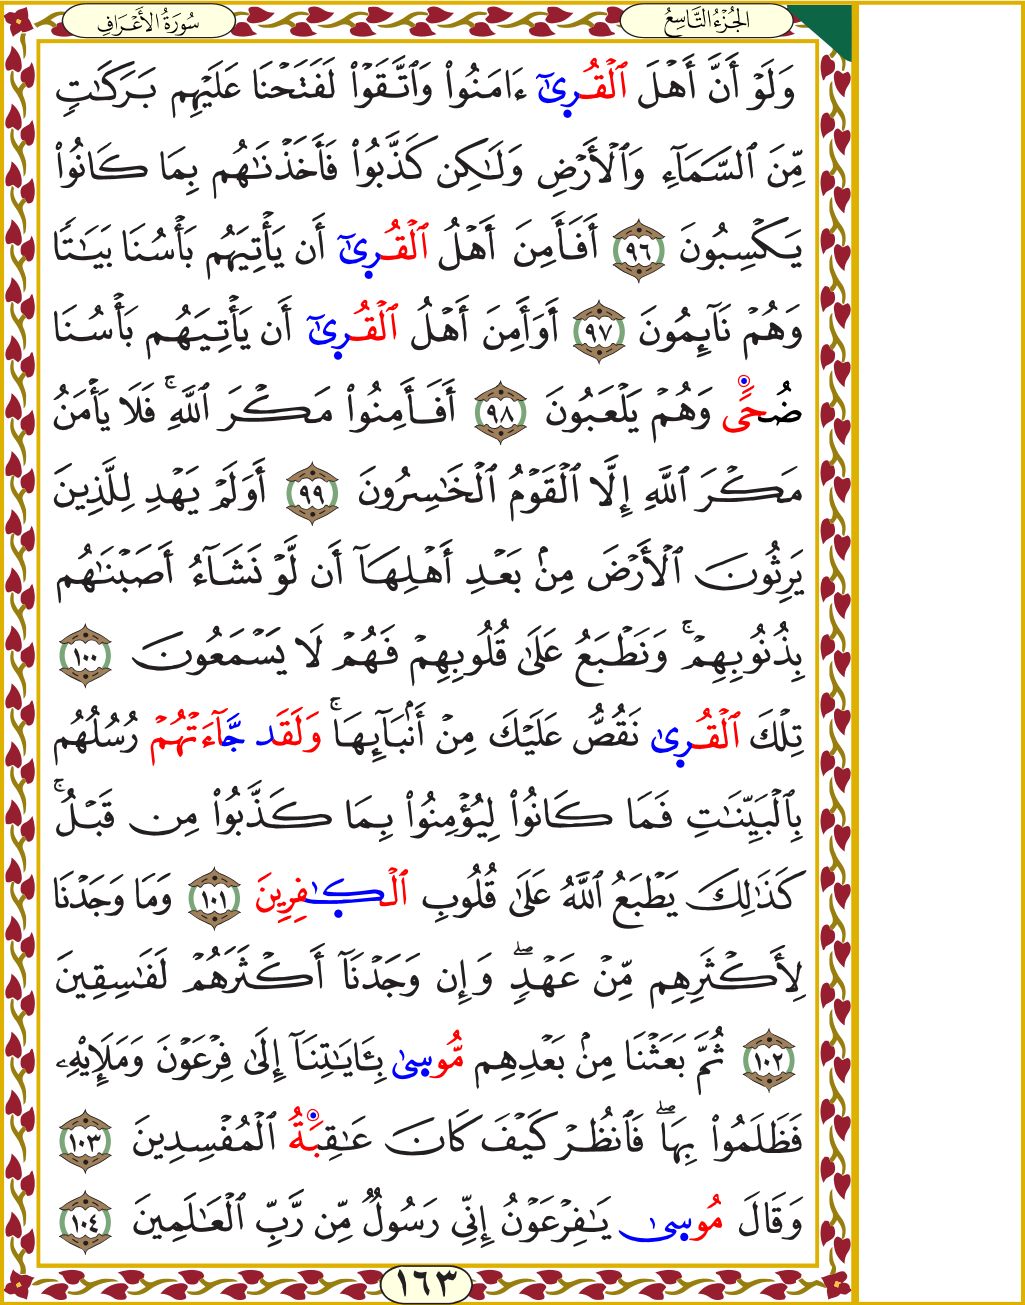 الجُزْءُ التَّاسِعُ
سُورَةُ الأَعْرَافِ
وَلَوْ أَنَّ أَهْلَ ٱلْقُرِىٰٓ ءَامَنُوا۟ وَٱتَّقَوْا۟ لَفَتَحْنَا عَلَيْهِم بَرَكَـٰتٍ
مِّنَ ٱلسَّمَآءِ وَٱلْأَرْضِ وَلَـٰكِن كَذَّبُوا۟ فَأَخَذْنَـٰهُم بِمَا كَانُوا۟
يَكْسِبُونَ ٩٦ أَفَأَمِنَ أَهْلُ ٱلْقُرِىٰٓ أَن يَأْتِيَهُم بَأْسُنَا بَيَـٰتًا
وَهُمْ نَآئِمُونَ ٩٧ أَوَأَمِنَ أَهْلُ ٱلْقُرِىٰٓ أَن يَأْتِيَهُم بَأْسُنَا
ضُحًى وَهُمْ يَلْعَبُونَ ٩٨ أَفَأَمِنُوا۟ مَكْرَ ٱللَّهِ ۚ فَلَا يَأْمَنُ
مَكْرَ ٱللَّهِ إِلَّا ٱلْقَوْمُ ٱلْخَـٰسِرُونَ ٩٩ أَوَلَمْ يَهْدِ لِلَّذِينَ
يَرِثُونَ ٱلْأَرْضَ مِنۢ بَعْدِ أَهْلِهَآ أَن لَّوْ نَشَآءُ أَصَبْنَـٰهُم
بِذُنُوبِهِمْ ۚ وَنَطْبَعُ عَلَىٰ قُلُوبِهِمْ فَهُمْ لَا يَسْمَعُونَ ١٠٠
تِلْكَ ٱلْقُرِىٰ نَقُصُّ عَلَيْكَ مِنْ أَنۢبَآئِهَا ۚ وَلَقَد جَّآءَتْهُمْ رُسُلُهُم
بِٱلْبَيِّنَـٰتِ فَمَا كَانُوا۟ لِيُؤْمِنُوا۟ بِمَا كَذَّبُوا۟ مِن قَبْلُ ۚ
كَذَٰلِكَ يَطْبَعُ ٱللَّهُ عَلَىٰ قُلُوبِ ٱلْكَـٰفِرِينَ ١٠١ وَمَا وَجَدْنَا
لِأَكْثَرِهِم مِّنْ عَهْدٍ ۖ وَإِن وَجَدْنَآ أَكْثَرَهُمْ لَفَـٰسِقِينَ
١٠٢ ثُمَّ بَعَثْنَا مِنۢ بَعْدِهِم مُّوسِىٰ بِـَٔايَـٰتِنَآ إِلَىٰ فِرْعَوْنَ وَمَلَإِي۟هِۦ
فَظَلَمُوا۟ بِهَا ۖ فَٱنظُرْ كَيْفَ كَانَ عَـٰقِبَةُ ٱلْمُفْسِدِينَ ١٠٣
وَقَالَ مُوسِىٰ يَـٰفِرْعَوْنُ إِنِّى رَسُولٌ مِّن رَّبِّ ٱلْعَـٰلَمِينَ ١٠٤
١٦٣